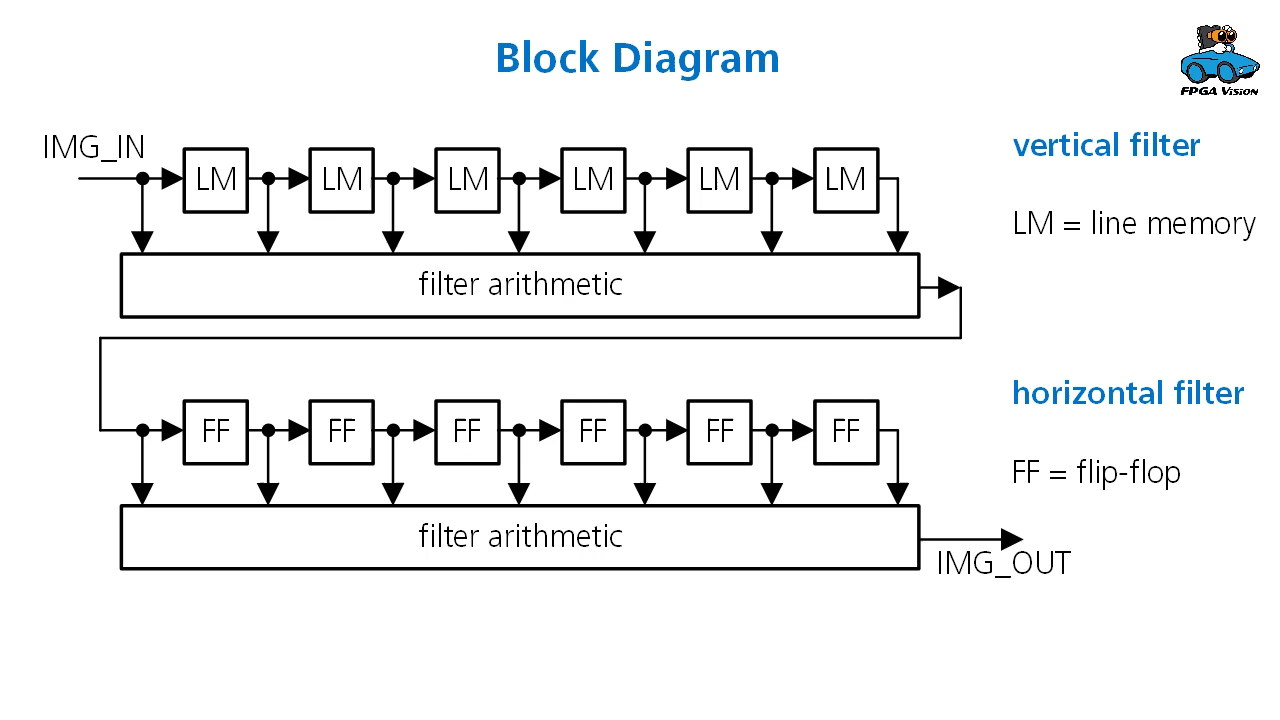 Block Diagram
FPGA Vision
IMG_IN
LM LM LM LM LM LM
vertical filter
LM = line memory
filter arithmetic
horizontal filter
FF FF FF FF FF FF
FF = flip-flop
filter arithmetic
IMG_OUT